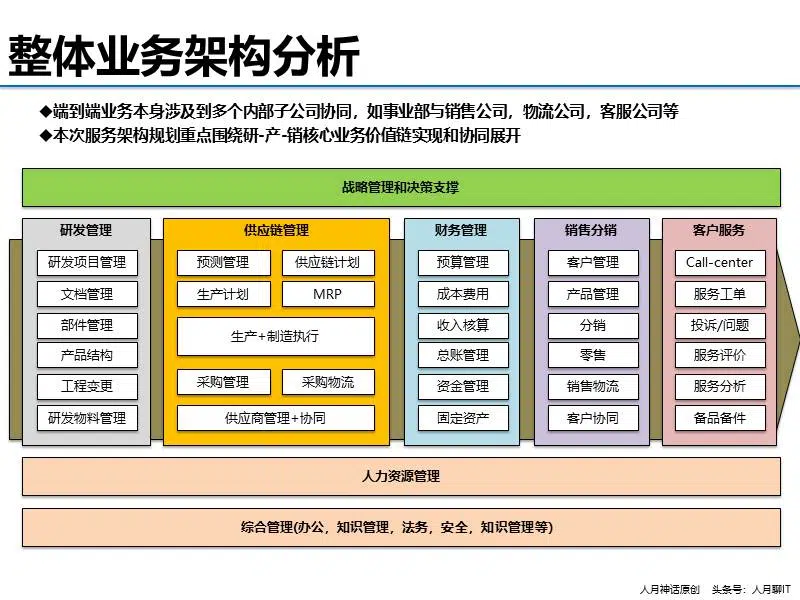 整体业务架构分析
◆端到端业务本身涉及到多个内部子公司协同，如事业部与销售公司，物流公司，客服公司等
◆本次服务架构规划重点围绕研-产-销核心业务价值链实现和协同展开
战略管理和决策支撑
研发管理
研发项目管理
文档管理
部件管理
产品结构
工程变更
研发物料管理
供应链管理
预测管理
供应链计划
生产计划
MRP
生产+制造执行
采购管理
采购物流
供应商管理+协同
财务管理
预算管理
成本费用
收入核算
总账管理
资金管理
固定资产
销售分销
客户管理
产品管理
分销
零售
销售物流
客户协同
客户服务
Call-center
服务工单
投诉/问题
服务评价
服务分析
备品备件
人力资源管理
综合管理(办公，知识管理，法务，安全，知识管理等)
人月神话原创 头条号：人月聊IT